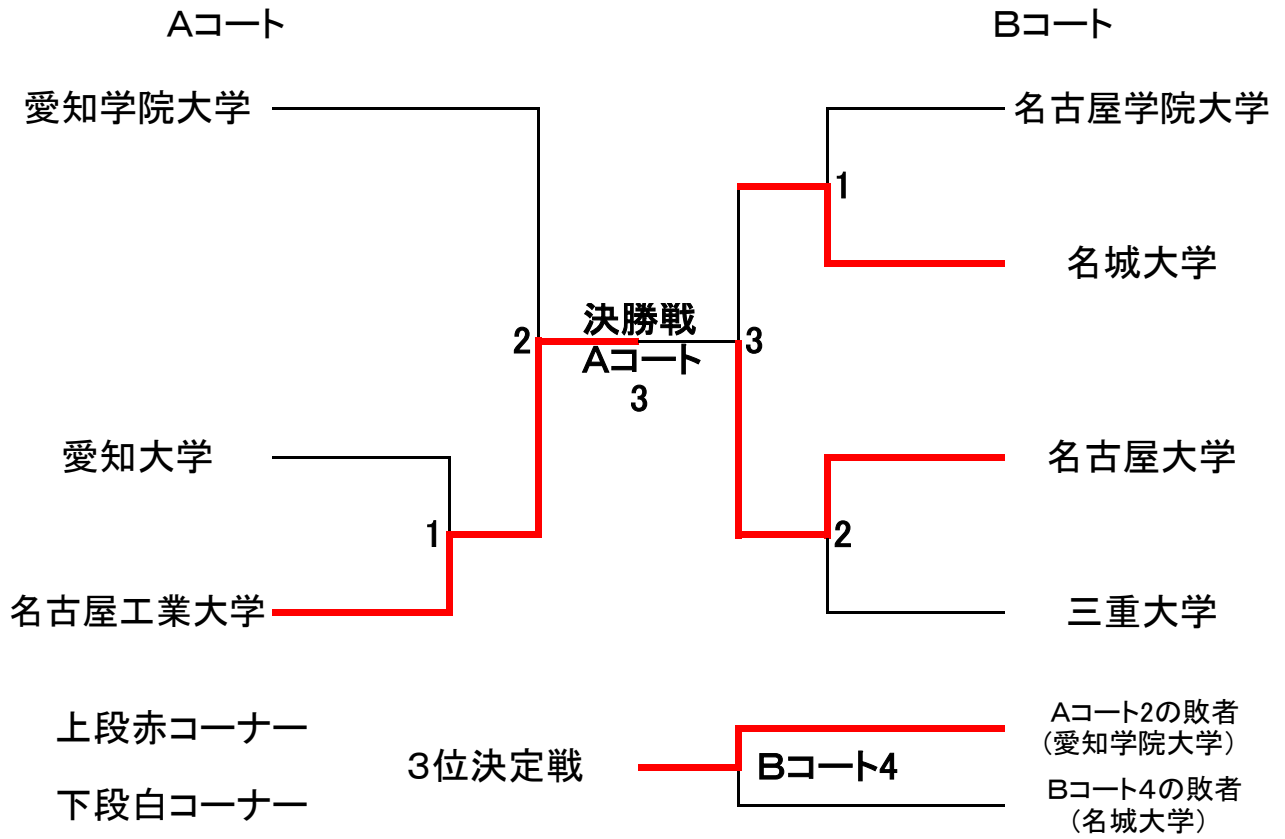 Aコート
Bコート
愛知学院大学
名古屋学院大学
1
名城大学
決勝戦
2
3
Aコート
3
愛知大学
名古屋大学
1
2
名古屋工業大学
三重大学
上段赤コーナー
Aコート2の敗者
(愛知学院大学)
3位決定戦
Bコート4
下段白コーナー
Bコート4の敗者
(名城大学)